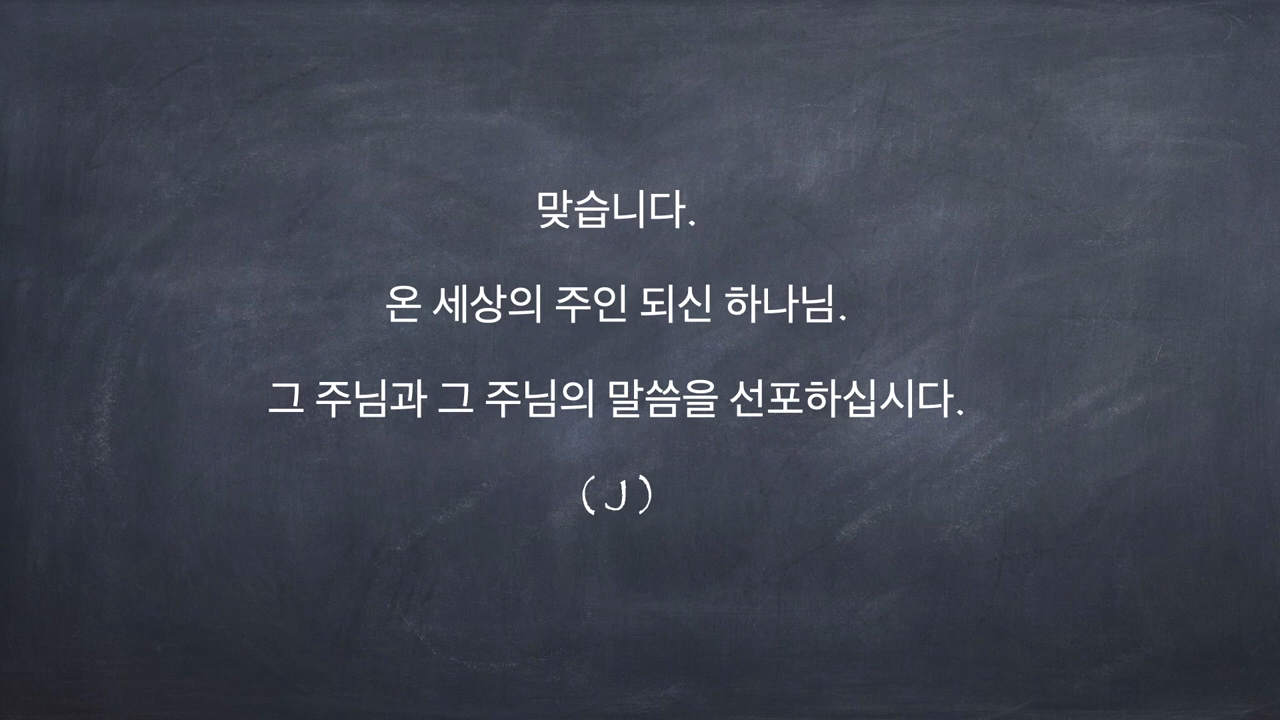 맞습니다.
온 세상의 주인 되신 하나님.
그 주님과 그 주님의 말씀을 선포하십시다.
( J )